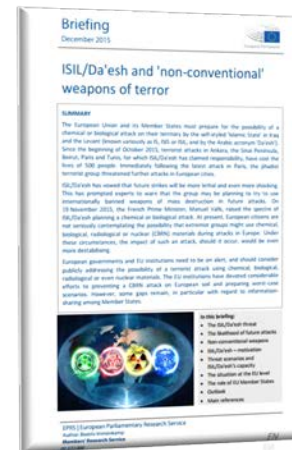 Briefing
December 2015
European Parliament
ISIL/Da'esh and 'non-conventional'
weapons of terror
SUMMARY
The European Union and its Member States must prepare for the possibility of a
chemical or biological attack on their territory by the self-styled 'Islamic State' in Iraq
and the Levant (known variously as IS, ISIS or ISIL, and by the Arabic acronym 'Da'esh').
Since the beginning of October 2015, terrorist attacks in Ankara, the Sinai Peninsula,
Beirut, Paris and Tunis, for which ISIL/Da'esh has claimed responsibility, have cost the
lives of 500 people. Immediately following the latest attack in Paris, the jihadist
terrorist group threatened further attacks in European cities.
ISIL/Da'esh has vowed that future strikes will be more lethal and even more shocking.
This has prompted experts to warn that the group may be planning to try to use
internationally banned weapons of mass destruction in future attacks. On
19 November 2015, the French Prime Minister, Manuel Valls, raised the spectre of
ISIL/Da'esh planning a chemical or biological attack. At present, European citizens are
not seriously contemplating the possibility that extremist groups might use chemical,
biological, radiological or nuclear (CBRN) materials during attacks in Europe. Under
these circumstances, the impact of such an attack, should it occur, would be even
more destabilising.
European governments and EU institutions need to be on alert, and should consider
publicly addressing the possibility of a terrorist attack using chemical, biological,
radiological or even nuclear materials. The EU institutions have devoted considerable
efforts to preventing a CBRN attack on European soil and preparing worst-case
scenarios. However, some gaps remain, in particular with regard to information-
sharing among Member States.
In this briefing:
• The ISIL/Da'esh threat
• The likelihood of future attacks
• Non-conventional weapons
• ISIL/Da'esh – motivation
• Threat scenarios and
ISIL/Da'esh's capacity
• The situation at the EU level
• The role of EU Member States
• Outlook
• Main references
EPRS | European Parliamentary Research Service
Author: Beatrix Immenkamp
Members' Research Service
EN